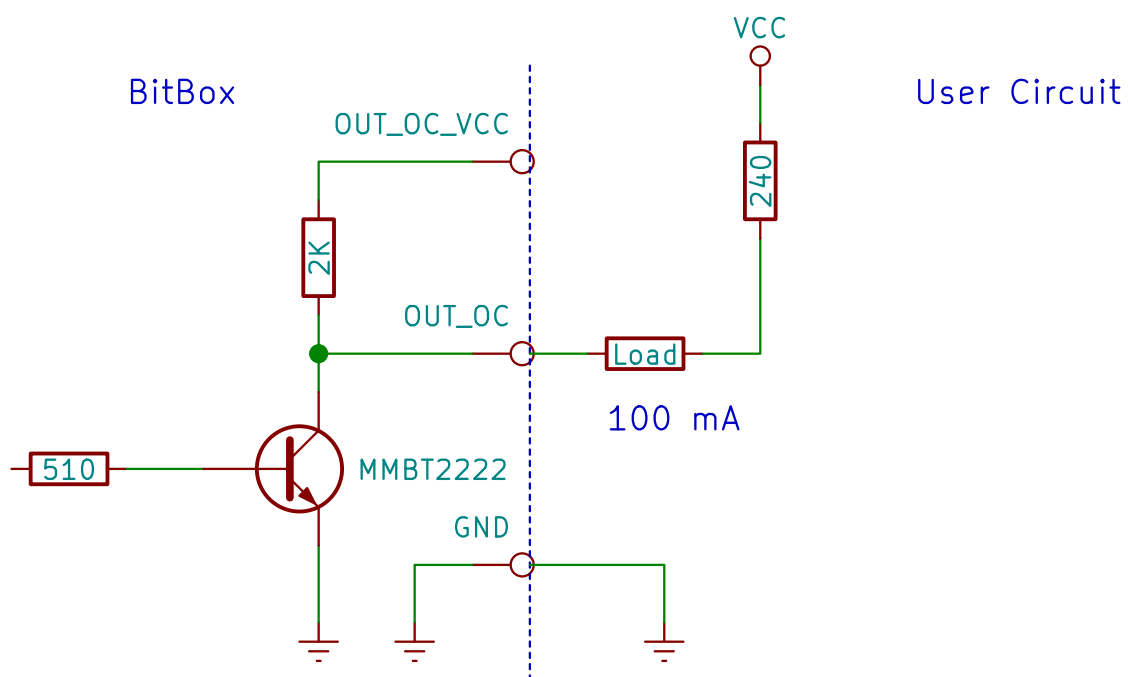 VCC
BitBox
User Circuit
OUT_OC_VCC
240
2K
OUT_OC
Load
100 mA
510
MMBT2222
GND